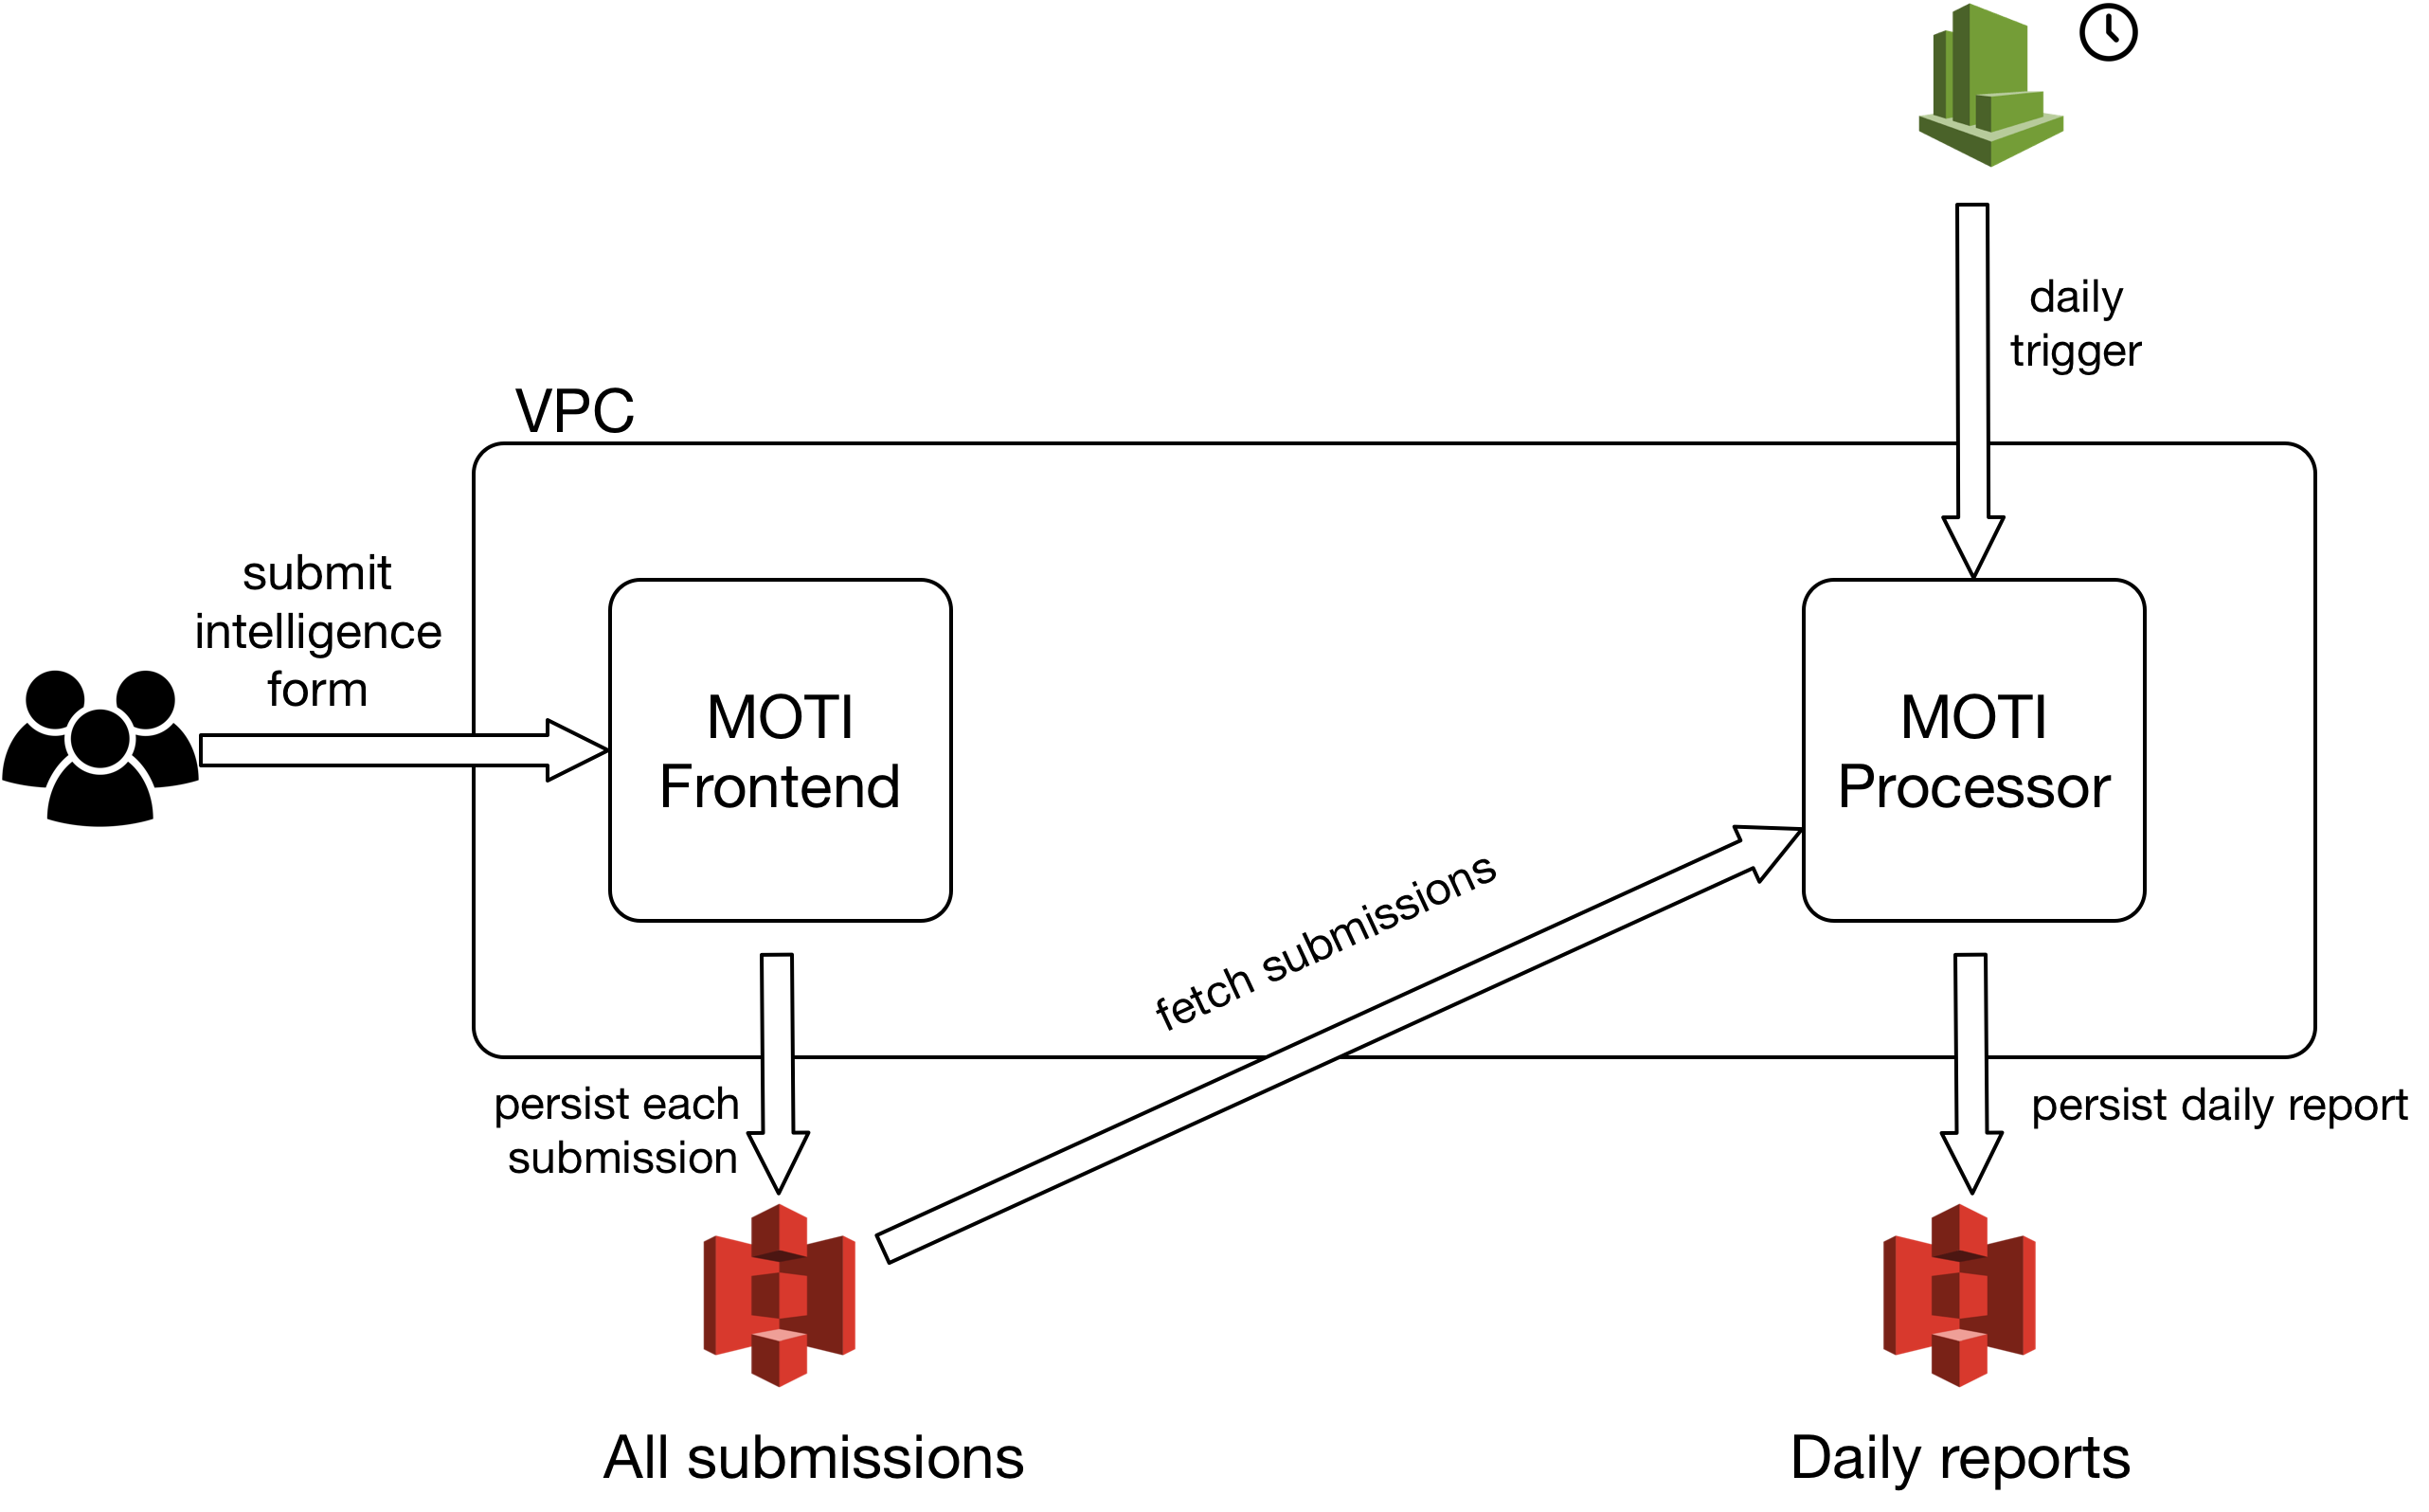 daily
trigger
VPC
submit
intelligence
form
MOTI
Frontend
MOTI
Processor
fetch submissions
persist each
submission
persist daily report
All submissions
Daily reports